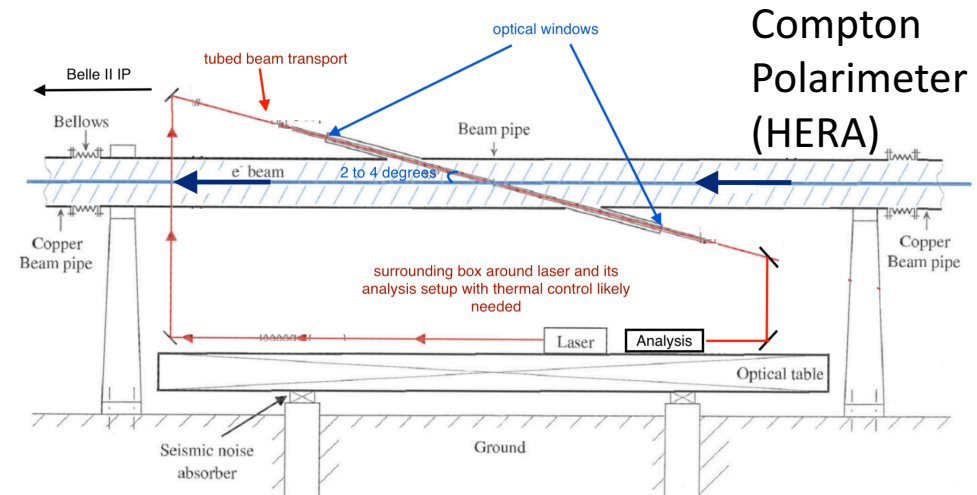 Compton
Polarimeter
(HERA)
optical windows
tubed beam transport
Belle II IP
Bellows
Beam pipe
e⁻ beam
2 to 4 degrees
Copper
Beam pipe
Copper
Beam pipe
surrounding box around laser and its
analysis setup with thermal control likely
needed
Laser
Analysis
Optical table
Seismic noise
absorber
Ground